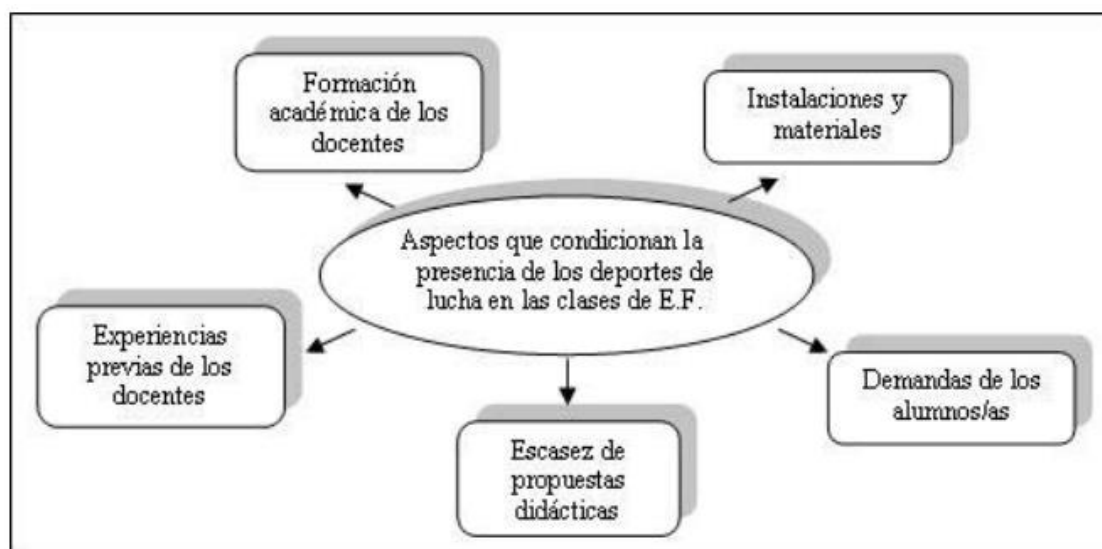 Formación
académica de los
docentes
Instalaciones y
materiales
Aspectos que condicionan la
presencia de los deportes de
lucha en las clases de E.F.
Experiencias
previas de los
docentes
Demandas de los
alumnos/as
Escasez de
propuestas
didácticas